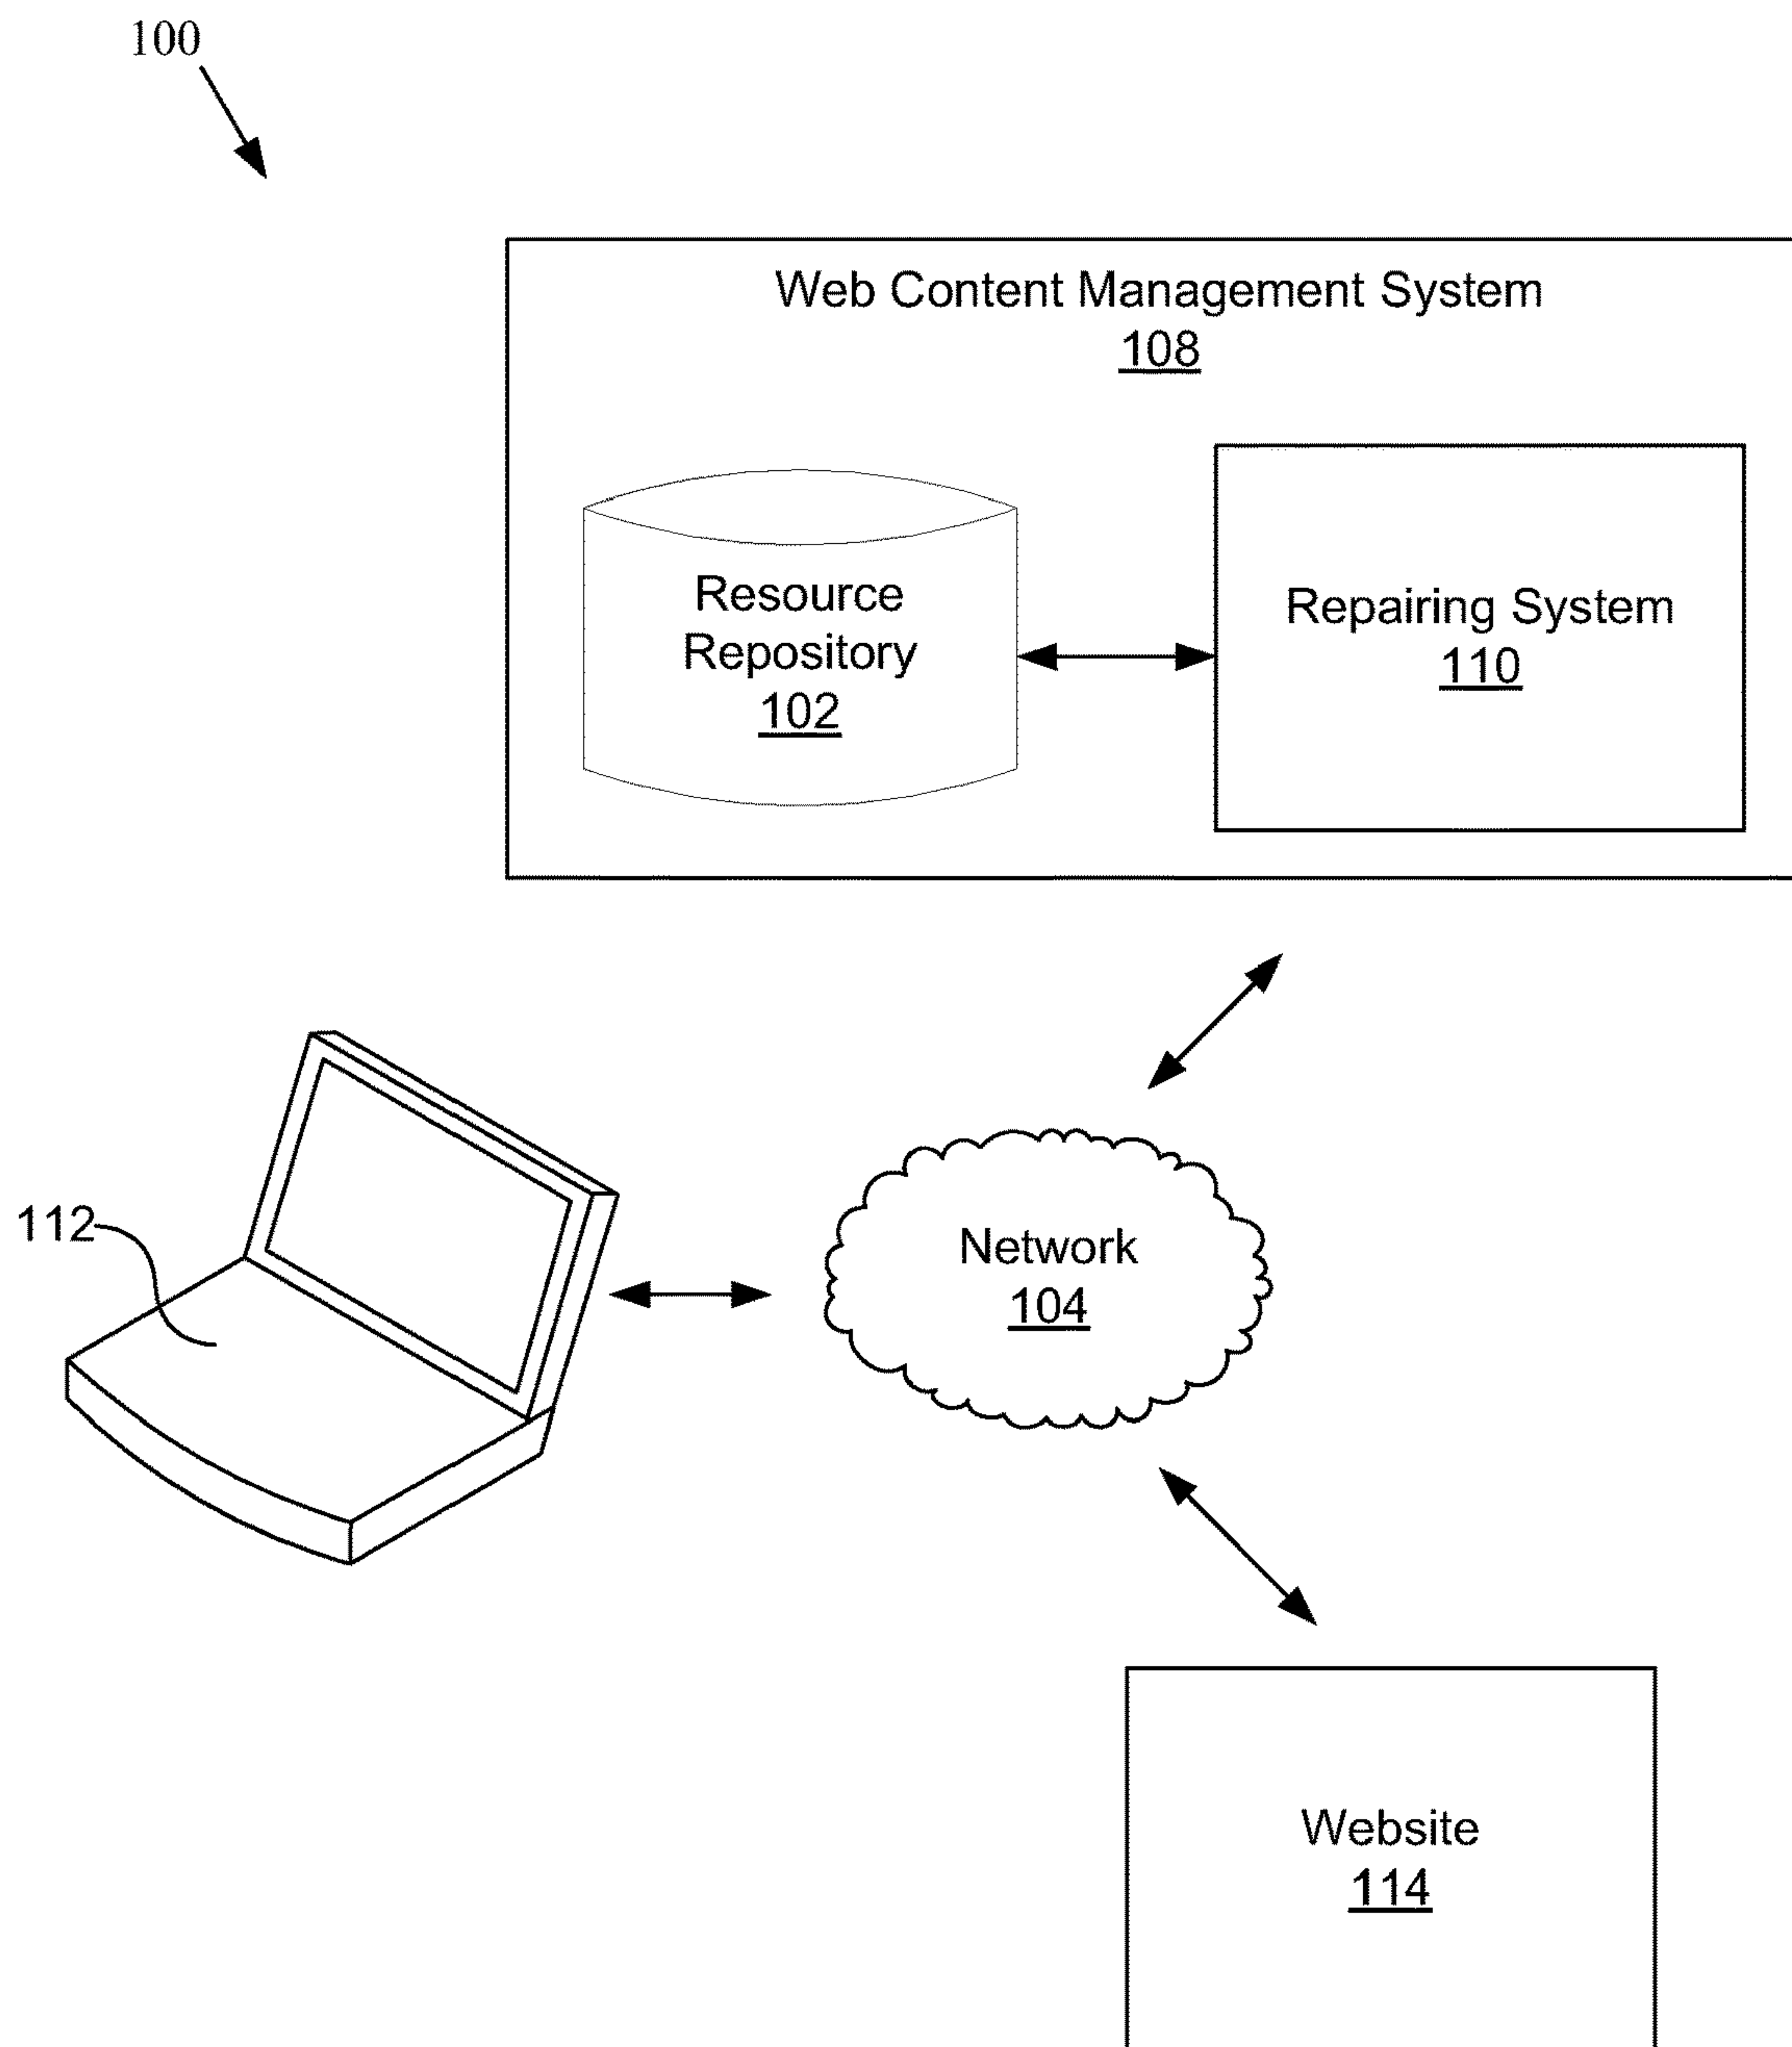 100
Web Content Management System
108
Resource
Repository
102
Repairing System
110
112
Network
104
Website
114